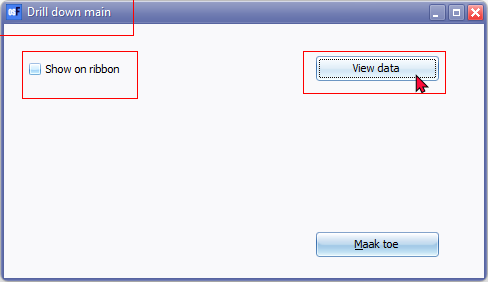 Drill down main
Show on ribbon
View data
Maak toe